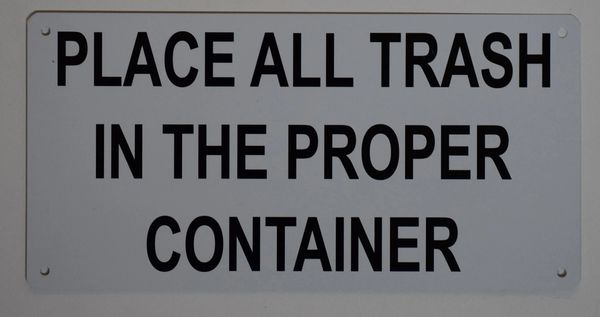 PLACE ALL TRASH
IN THE PROPER
CONTAINER